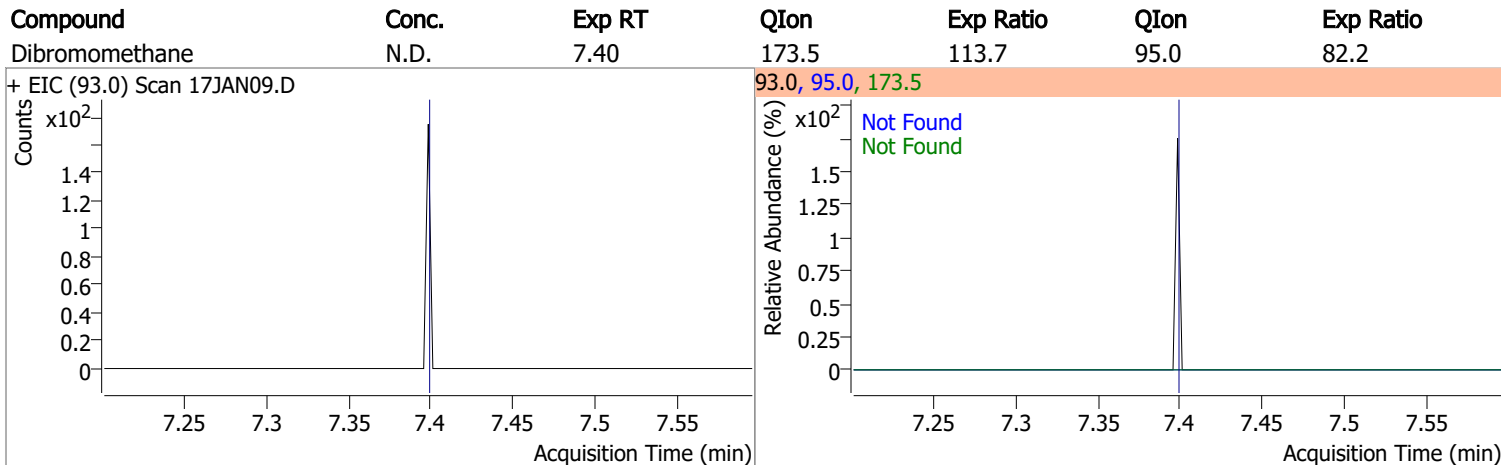 Compound Conc. Exp RT QIon Exp Ratio QIon Exp Ratio
Dibromomethane N.D. 7.40 173.5 113.7 95.0 82.2
+ EIC (93.0) Scan 17JAN09.D
Counts
x10²
1.4
1.2
1
0.8
0.6
0.4
0.2
0
7.25 7.3 7.35 7.4 7.45 7.5 7.55
Acquisition Time (min)
93.0, 95.0, 173.5
Relative Abundance (%)
x10²
Not Found
Not Found
1.5
1.25
1
0.75
0.5
0.25
0
7.25 7.3 7.35 7.4 7.45 7.5 7.55
Acquisition Time (min)